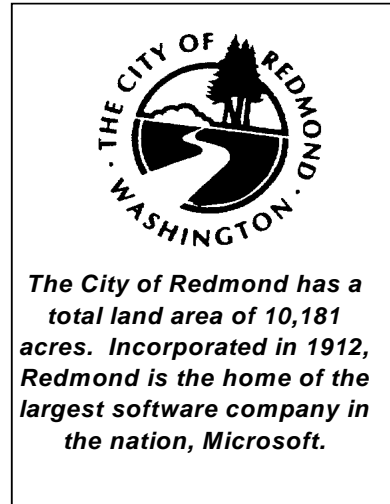 THE CITY OF REDMOND
· WASHINGTON ·
The City of Redmond has a
total land area of 10,181
acres. Incorporated in 1912,
Redmond is the home of the
largest software company in
the nation, Microsoft.